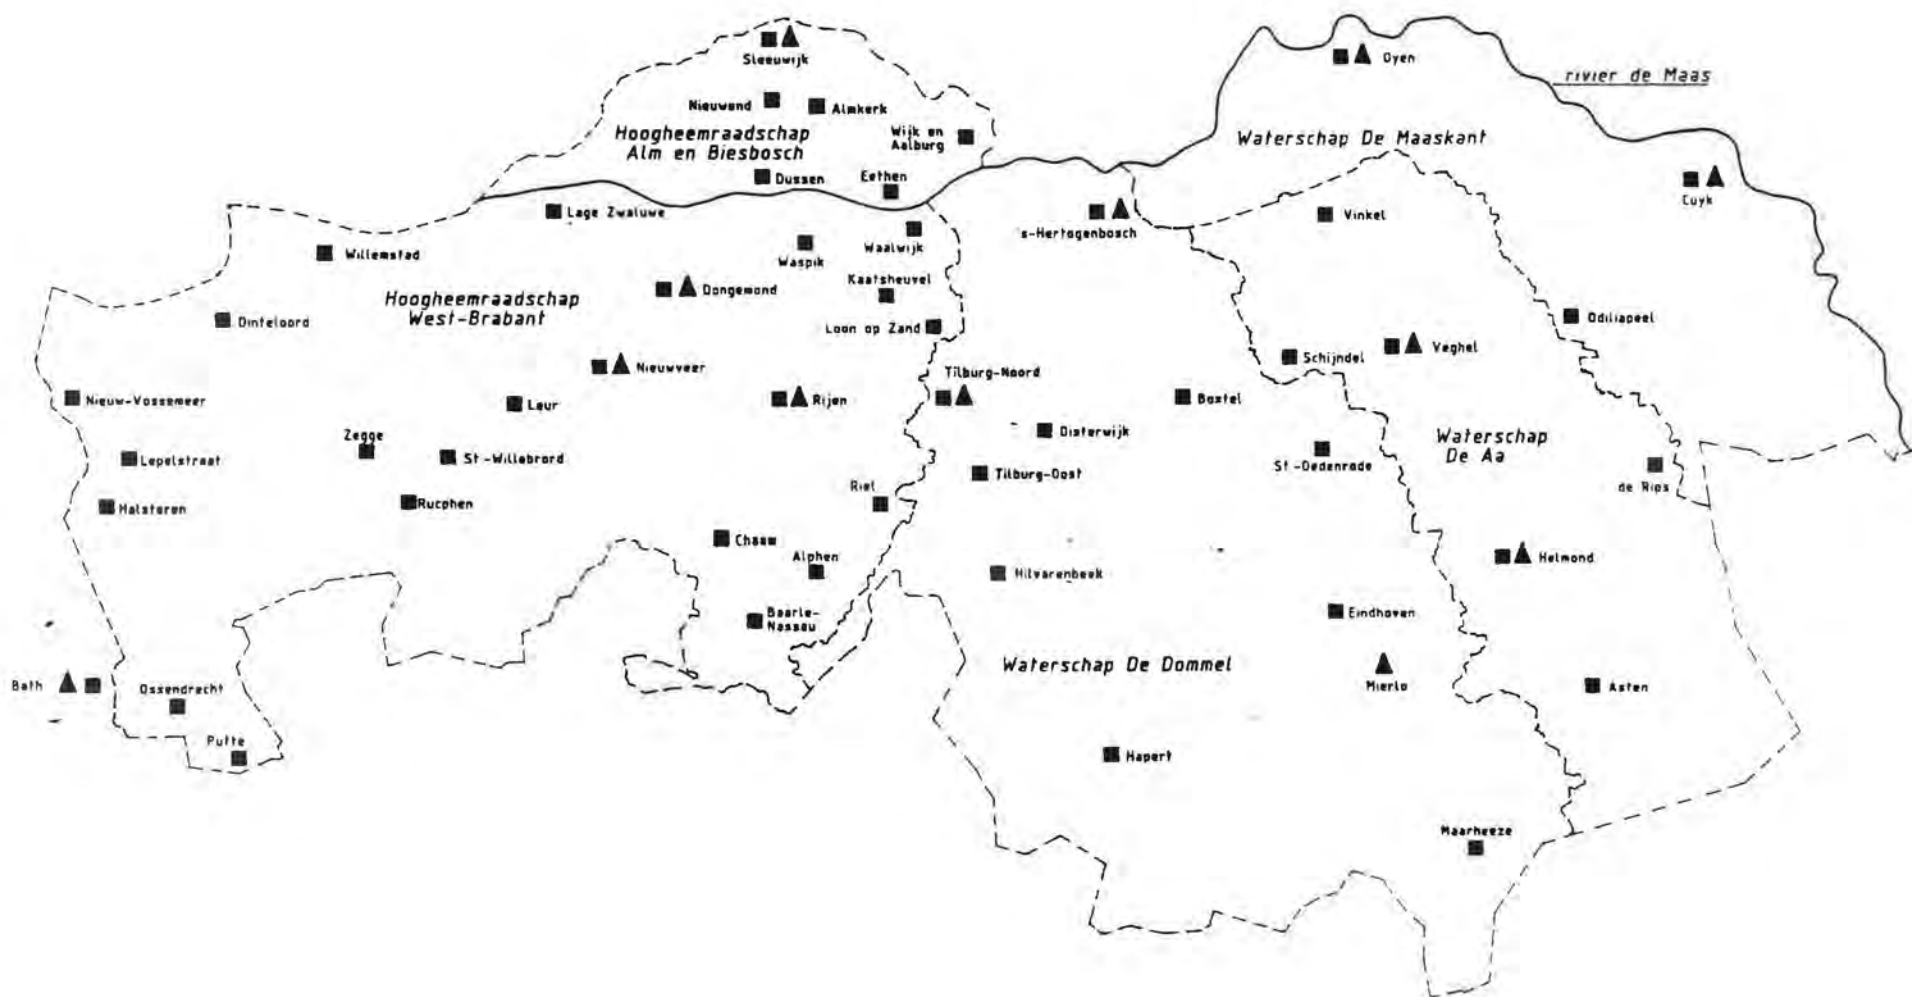 Sleeuwijk
Oyen
rivier de Maas
Nieuwend
Almkerk
Hoogheemraadschap
Alm en Biesbosch
Wijk en
Aalburg
Waterschap De Maaskant
Dussen
Eethen
Cuyk
Lage Zwaluwe
s-Hertogenbosch
Vinkel
Willemstad
Waspik
Waalwijk
Kaatsheuvel
Dongemond
Hoogheemraadschap
West-Brabant
Dinteloord
Loon op Zand
Odiliapeel
Schijndel
Veghel
Nieuwveer
Tilburg-Noord
Nieuw-Vossemeer
Leur
Rijen
Boxtel
Zegge
Oisterwijk
Waterschap
De Aa
Lepelstraat
St-Willebrord
St-Oedenrode
Tilburg-Oost
de Rips
Riel
Halsteren
Rucphen
Chaam
Alphen
Helmond
Hilvarenbeek
Baarle-
Nassau
Eindhoven
Waterschap De Dommel
Mierlo
Bath
Ossendrecht
Asten
Putte
Hapert
Maarheeze